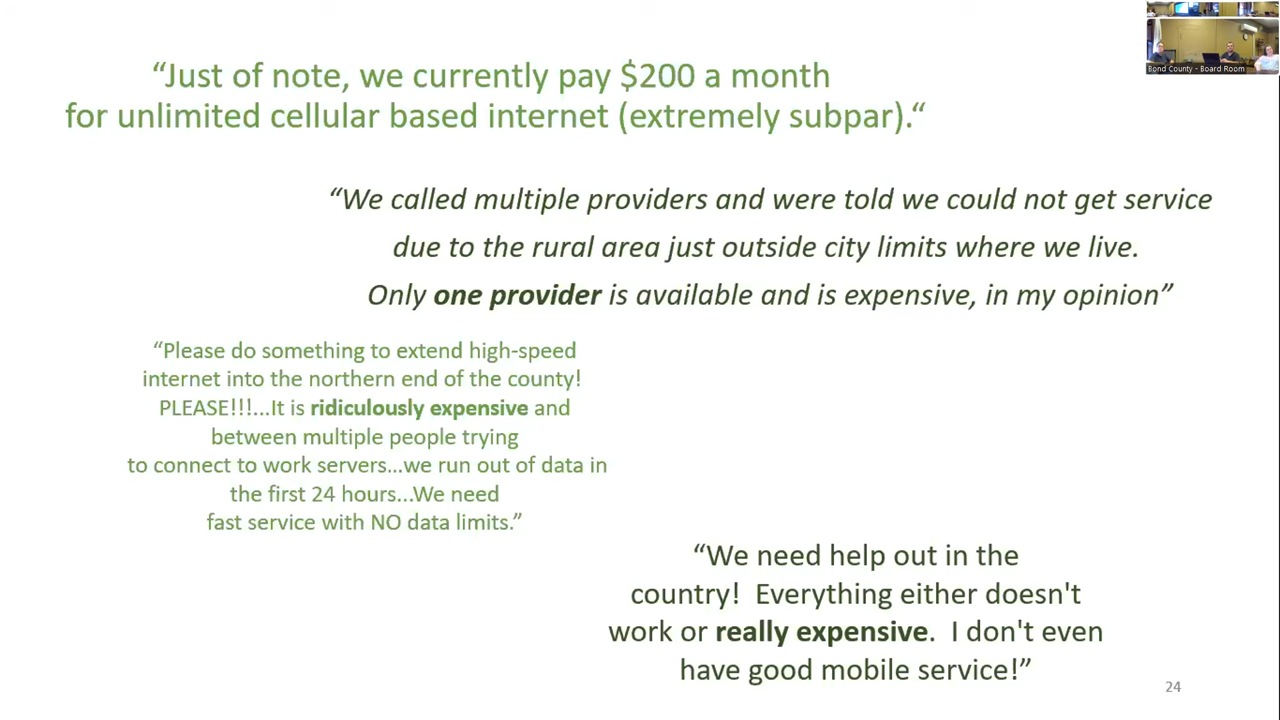 “Just of note, we currently pay $200 a month
for unlimited cellular based internet (extremely subpar).“
Bond County - Board Room
“We called multiple providers and were told we could not get service
due to the rural area just outside city limits where we live.
Only one provider is available and is expensive, in my opinion”
“Please do something to extend high-speed
internet into the northern end of the county!
PLEASE!!!...It is ridiculously expensive and
between multiple people trying
to connect to work servers...we run out of data in
the first 24 hours...We need
fast service with NO data limits.”
“We need help out in the
country!  Everything either doesn't
work or really expensive.  I don't even
have good mobile service!”
24